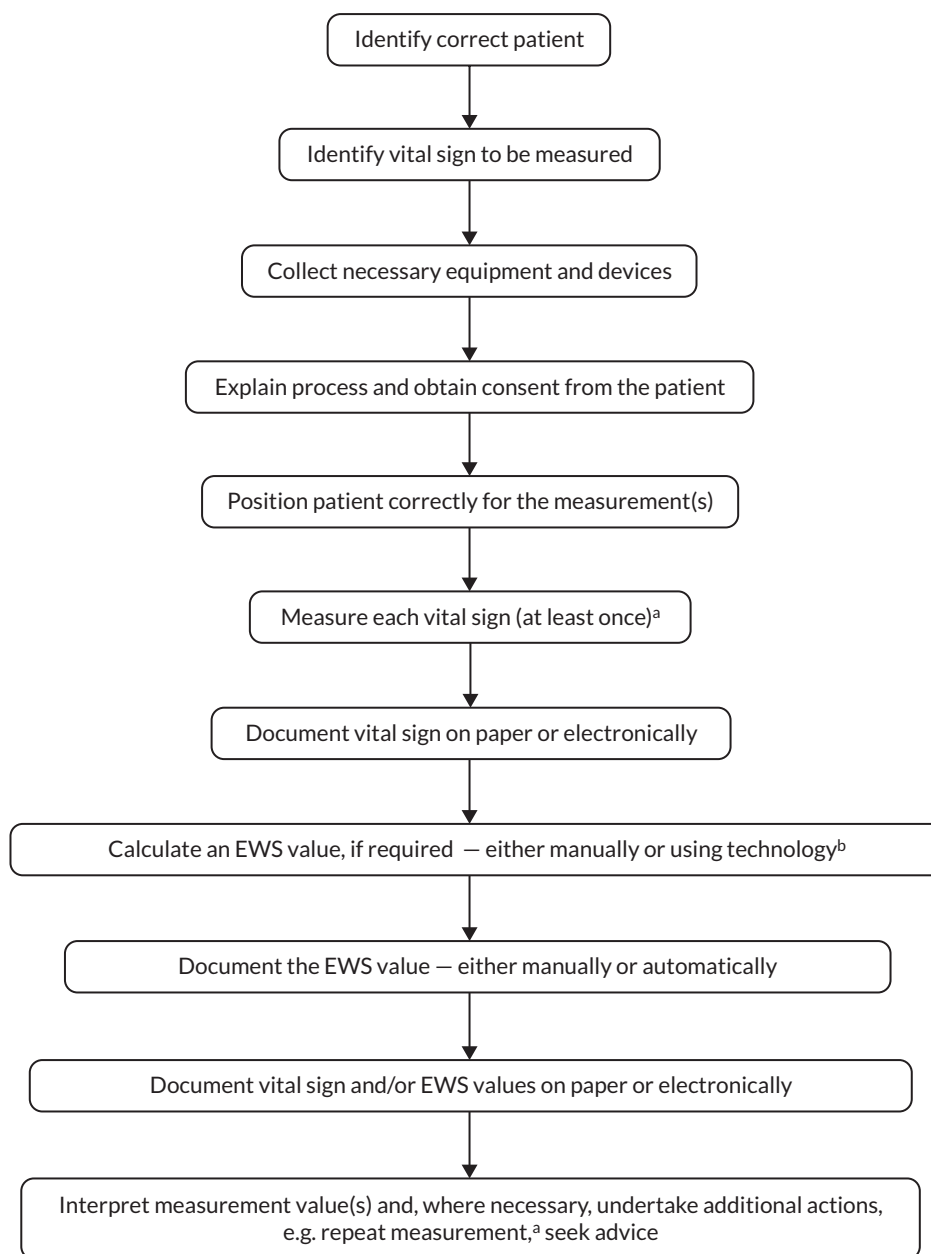 Identify correct patient
Identify vital sign to be measured
Collect necessary equipment and devices
Explain process and obtain consent from the patient
Position patient correctly for the measurement(s)
Measure each vital sign (at least once)ᵃ
Document vital sign on paper or electronically
Calculate an EWS value, if required — either manually or using technologyᵇ
Document the EWS value — either manually or automatically
Document vital sign and/or EWS values on paper or electronically
Interpret measurement value(s) and, where necessary, undertake additional actions,
e.g. repeat measurement,ᵃ seek advice